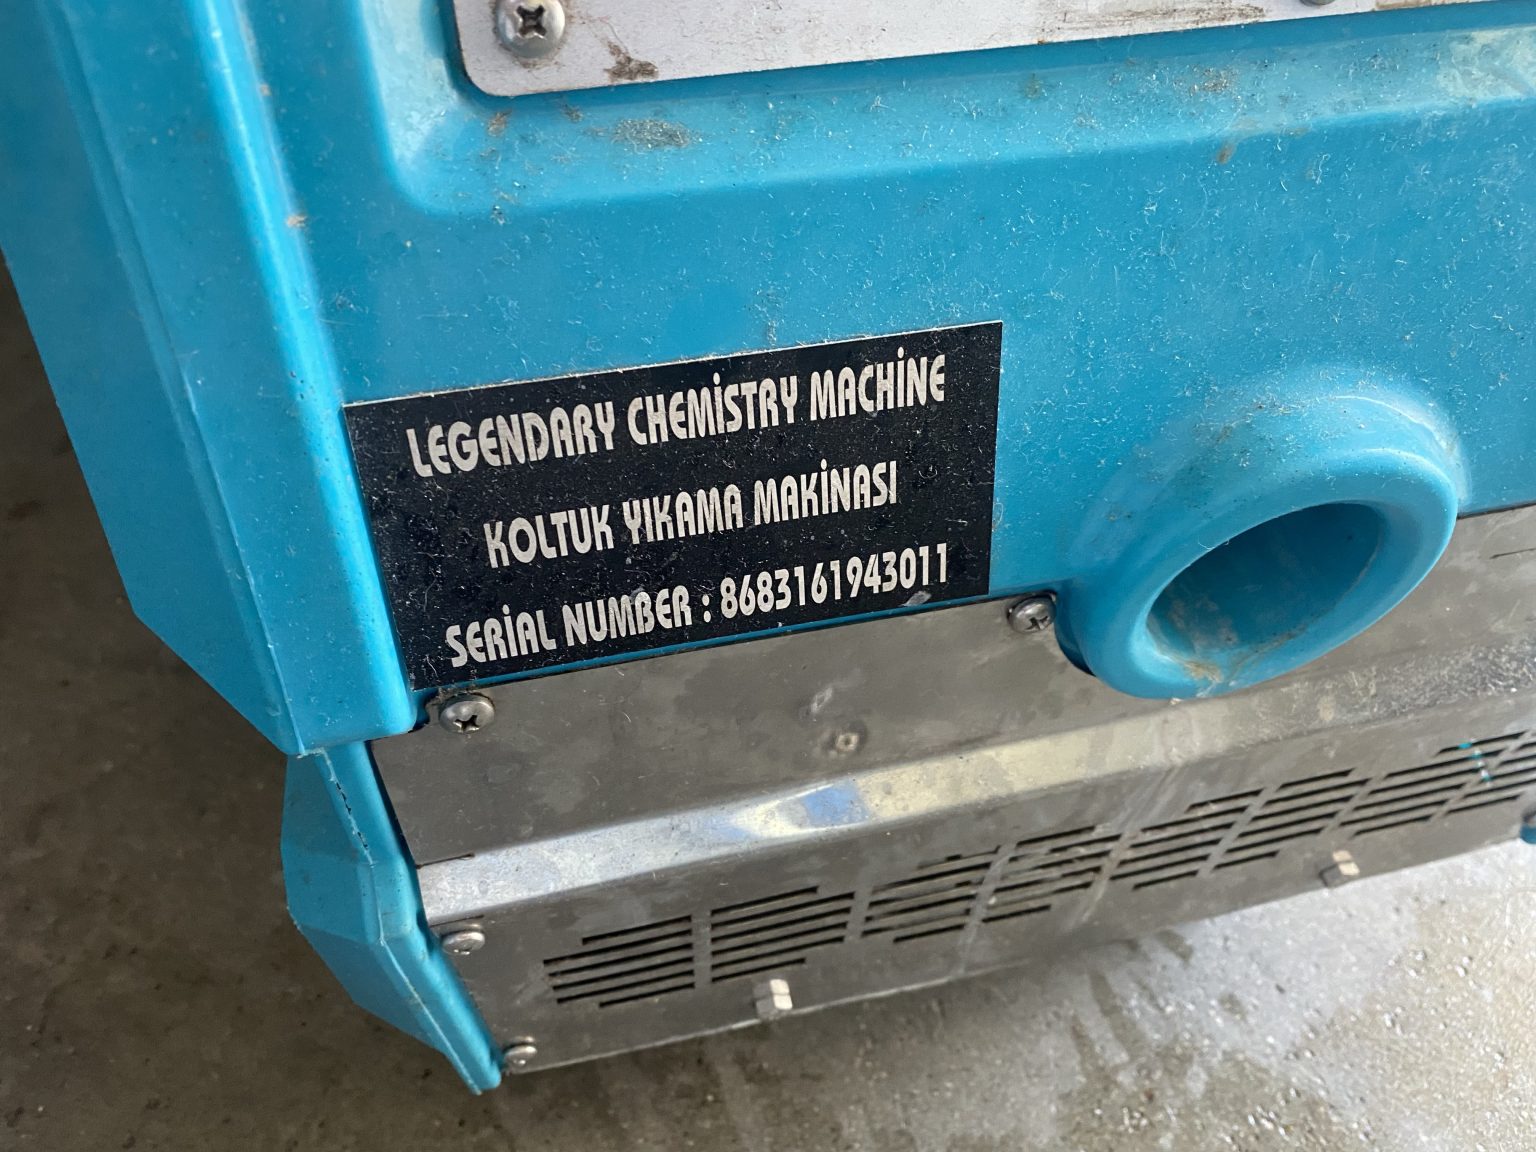 LEGENDARY CHEMİSTRY MACHİNE
KOLTUK YIKAMA MAKİNASI
SERİAL NUMBER : 8683161943011